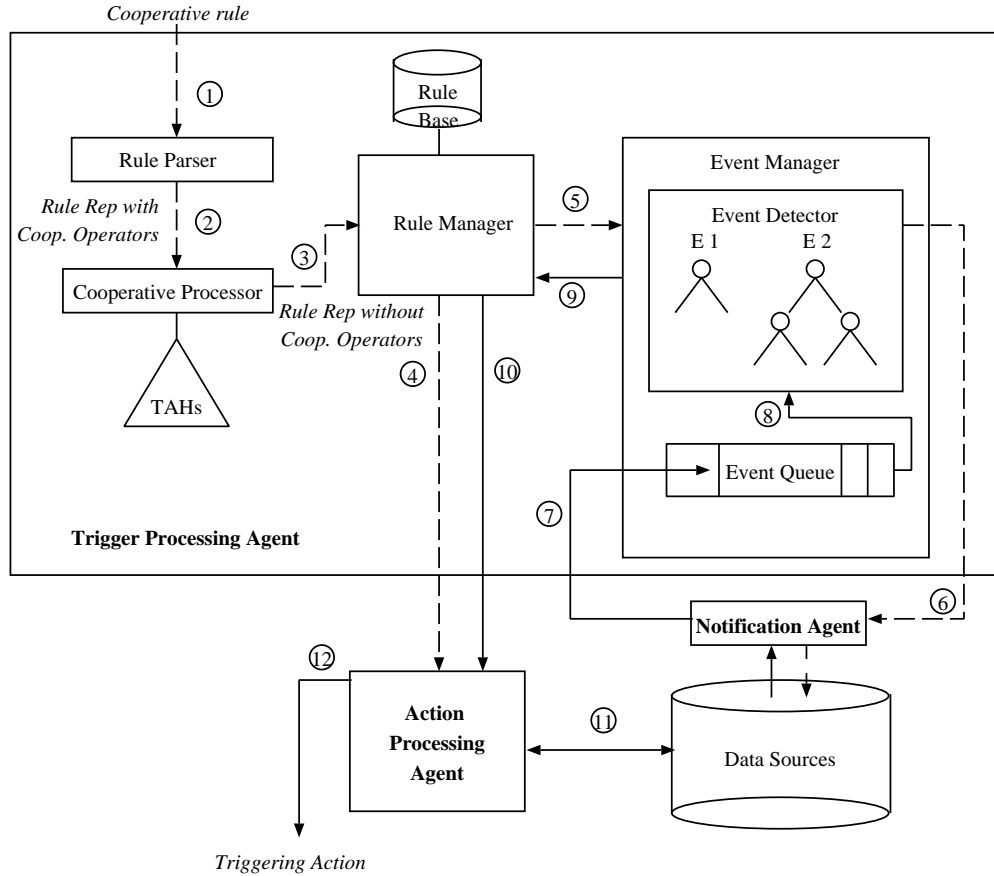 Cooperative rule
1
Rule
Base
Rule Parser
Event Manager
Rule Rep with
Coop. Operators
2
3
Rule Manager
5
Event Detector
E 1
E 2
Cooperative Processor
9
Rule Rep without
Coop. Operators
4
10
TAHs
8
Event Queue
7
Trigger Processing Agent
6
Notification Agent
12
Action
Processing
Agent
11
Data Sources
Triggering Action